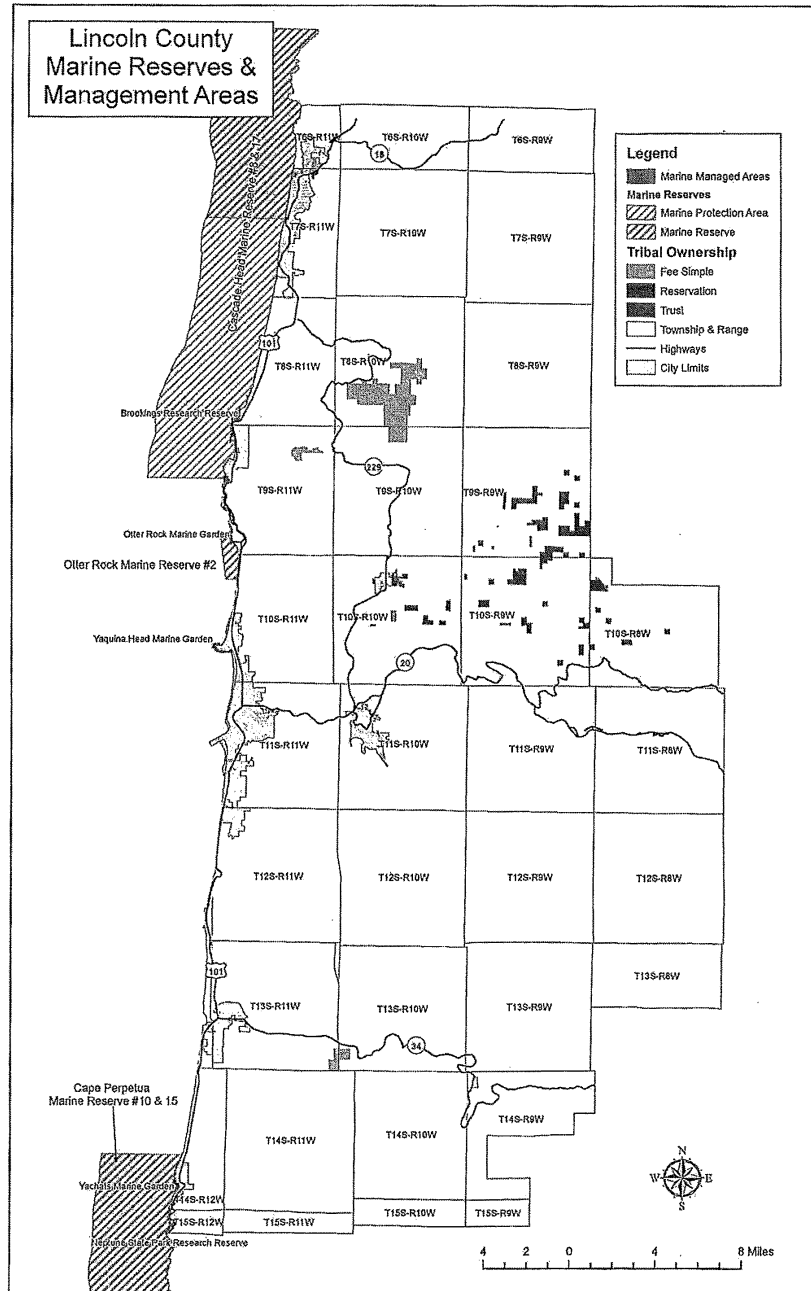 Lincoln County
Marine Reserves &
Management Areas
Legend
Marine Managed Areas
Marine Reserves
Marine Protection Area
Marine Reserve
Tribal Ownership
Fee Simple
Reservation
Trust
Township & Range
Highways
City Limits
T6S-R11W
T6S-R10W
T6S-R9W
18
Cascade Head Marine Reserve #8 & 17
T7S-R11W
T7S-R10W
T7S-R9W
101
T8S-R11W
T8S-R10W
T8S-R9W
Brookings Research Reserve
229
T9S-R11W
T9S-R10W
T9S-R9W
Otter Rock Marine Garden
Otter Rock Marine Reserve #2
T10S-R11W
T10S-R10W
T10S-R9W
T10S-R8W
Yaquina Head Marine Garden
20
T11S-R11W
T11S-R10W
T11S-R9W
T11S-R8W
T12S-R11W
T12S-R10W
T12S-R9W
T12S-R8W
101
T13S-R11W
T13S-R10W
T13S-R9W
T13S-R8W
34
Cape Perpetua
Marine Reserve #10 & 15
T14S-R11W
T14S-R10W
T14S-R9W
Yachats Marine Garden
T14S-R12W
T15S-R12W
T15S-R11W
T15S-R10W
T15S-R9W
Neptune State Park Research Reserve
N
W E
S
4 2 0 4 8 Miles